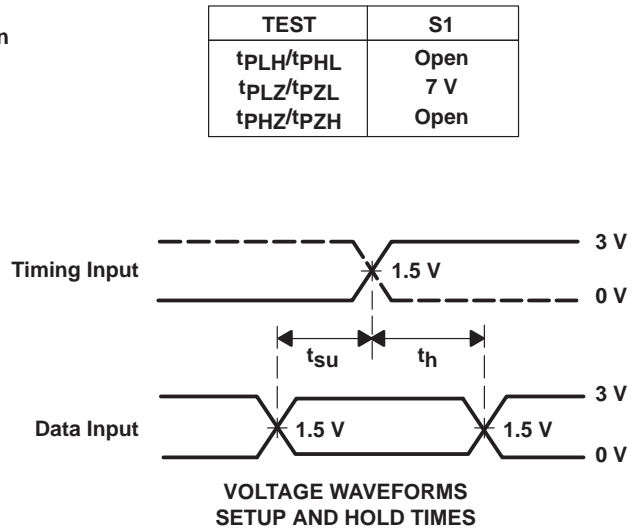 n
TEST S1
tPLH/tPHL Open
tPLZ/tPZL 7 V
tPHZ/tPZH Open
3 V
Timing Input 1.5 V
0 V
tsu th
3 V
Data Input 1.5 V 1.5 V
0 V
VOLTAGE WAVEFORMS
SETUP AND HOLD TIMES